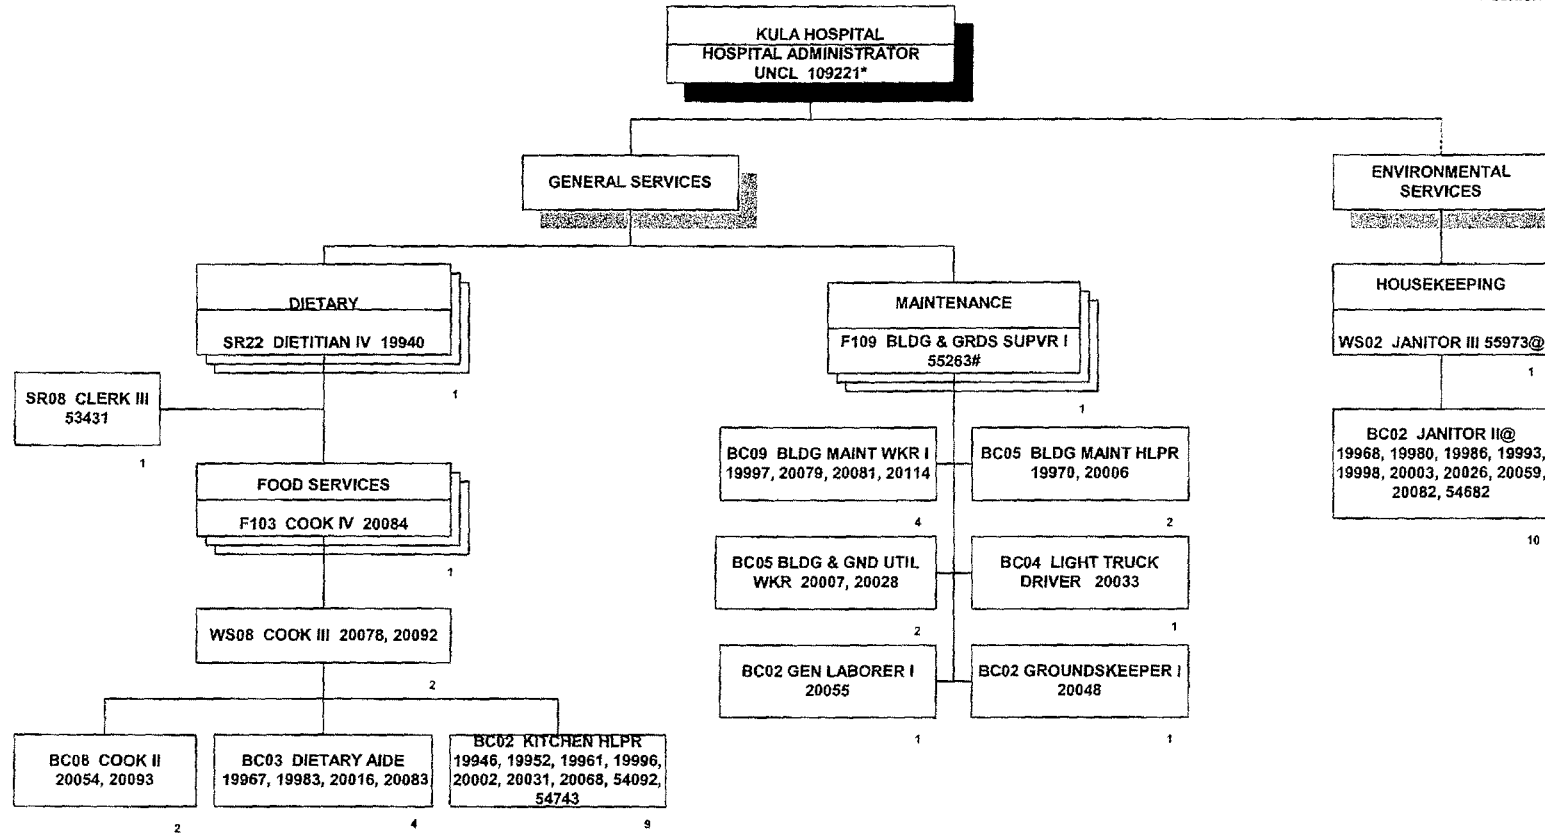 KULA HOSPITAL
HOSPITAL ADMINISTRATOR
UNCL 109221*
GENERAL SERVICES
ENVIRONMENTAL
SERVICES
DIETARY
SR22 DIETITIAN IV 19940
1
MAINTENANCE
F109 BLDG & GRDS SUPVR I
55263#
1
HOUSEKEEPING
WS02 JANITOR III 55973@
1
SR08 CLERK III
53431
1
FOOD SERVICES
F103 COOK IV 20084
1
BC09 BLDG MAINT WKR I
19997, 20079, 20081, 20114
4
BC05 BLDG MAINT HLPR
19970, 20006
2
BC02 JANITOR II@
19968, 19980, 19986, 19993,
19998, 20003, 20026, 20059,
20082, 54682
10
BC05 BLDG & GND UTIL
WKR 20007, 20028
2
BC04 LIGHT TRUCK
DRIVER 20033
1
WS08 COOK III 20078, 20092
2
BC02 GEN LABORER I
20055
1
BC02 GROUNDSKEEPER I
20048
1
BC08 COOK II
20054, 20093
2
BC03 DIETARY AIDE
19967, 19983, 20016, 20083
4
BC02 KITCHEN HLPR
19946, 19952, 19961, 19996,
20002, 20031, 20068, 54092,
54743
9